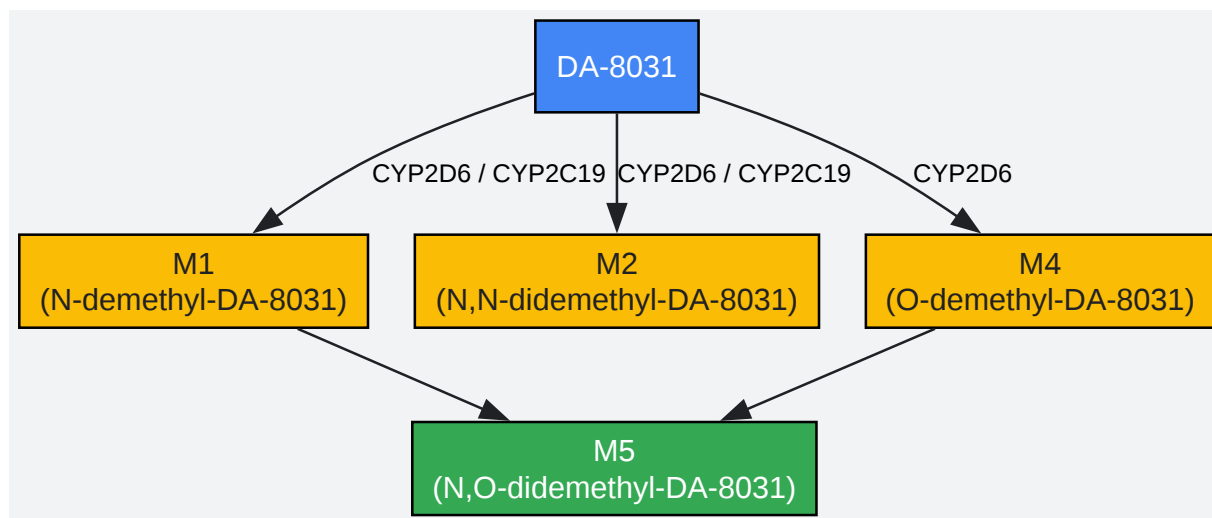 DA-8031
CYP2D6 / CYP2C19
CYP2D6 / CYP2C19
CYP2D6
M1
(N-demethyl-DA-8031)
M2
(N,N-didemethyl-DA-8031)
M4
(O-demethyl-DA-8031)
M5
(N,O-didemethyl-DA-8031)